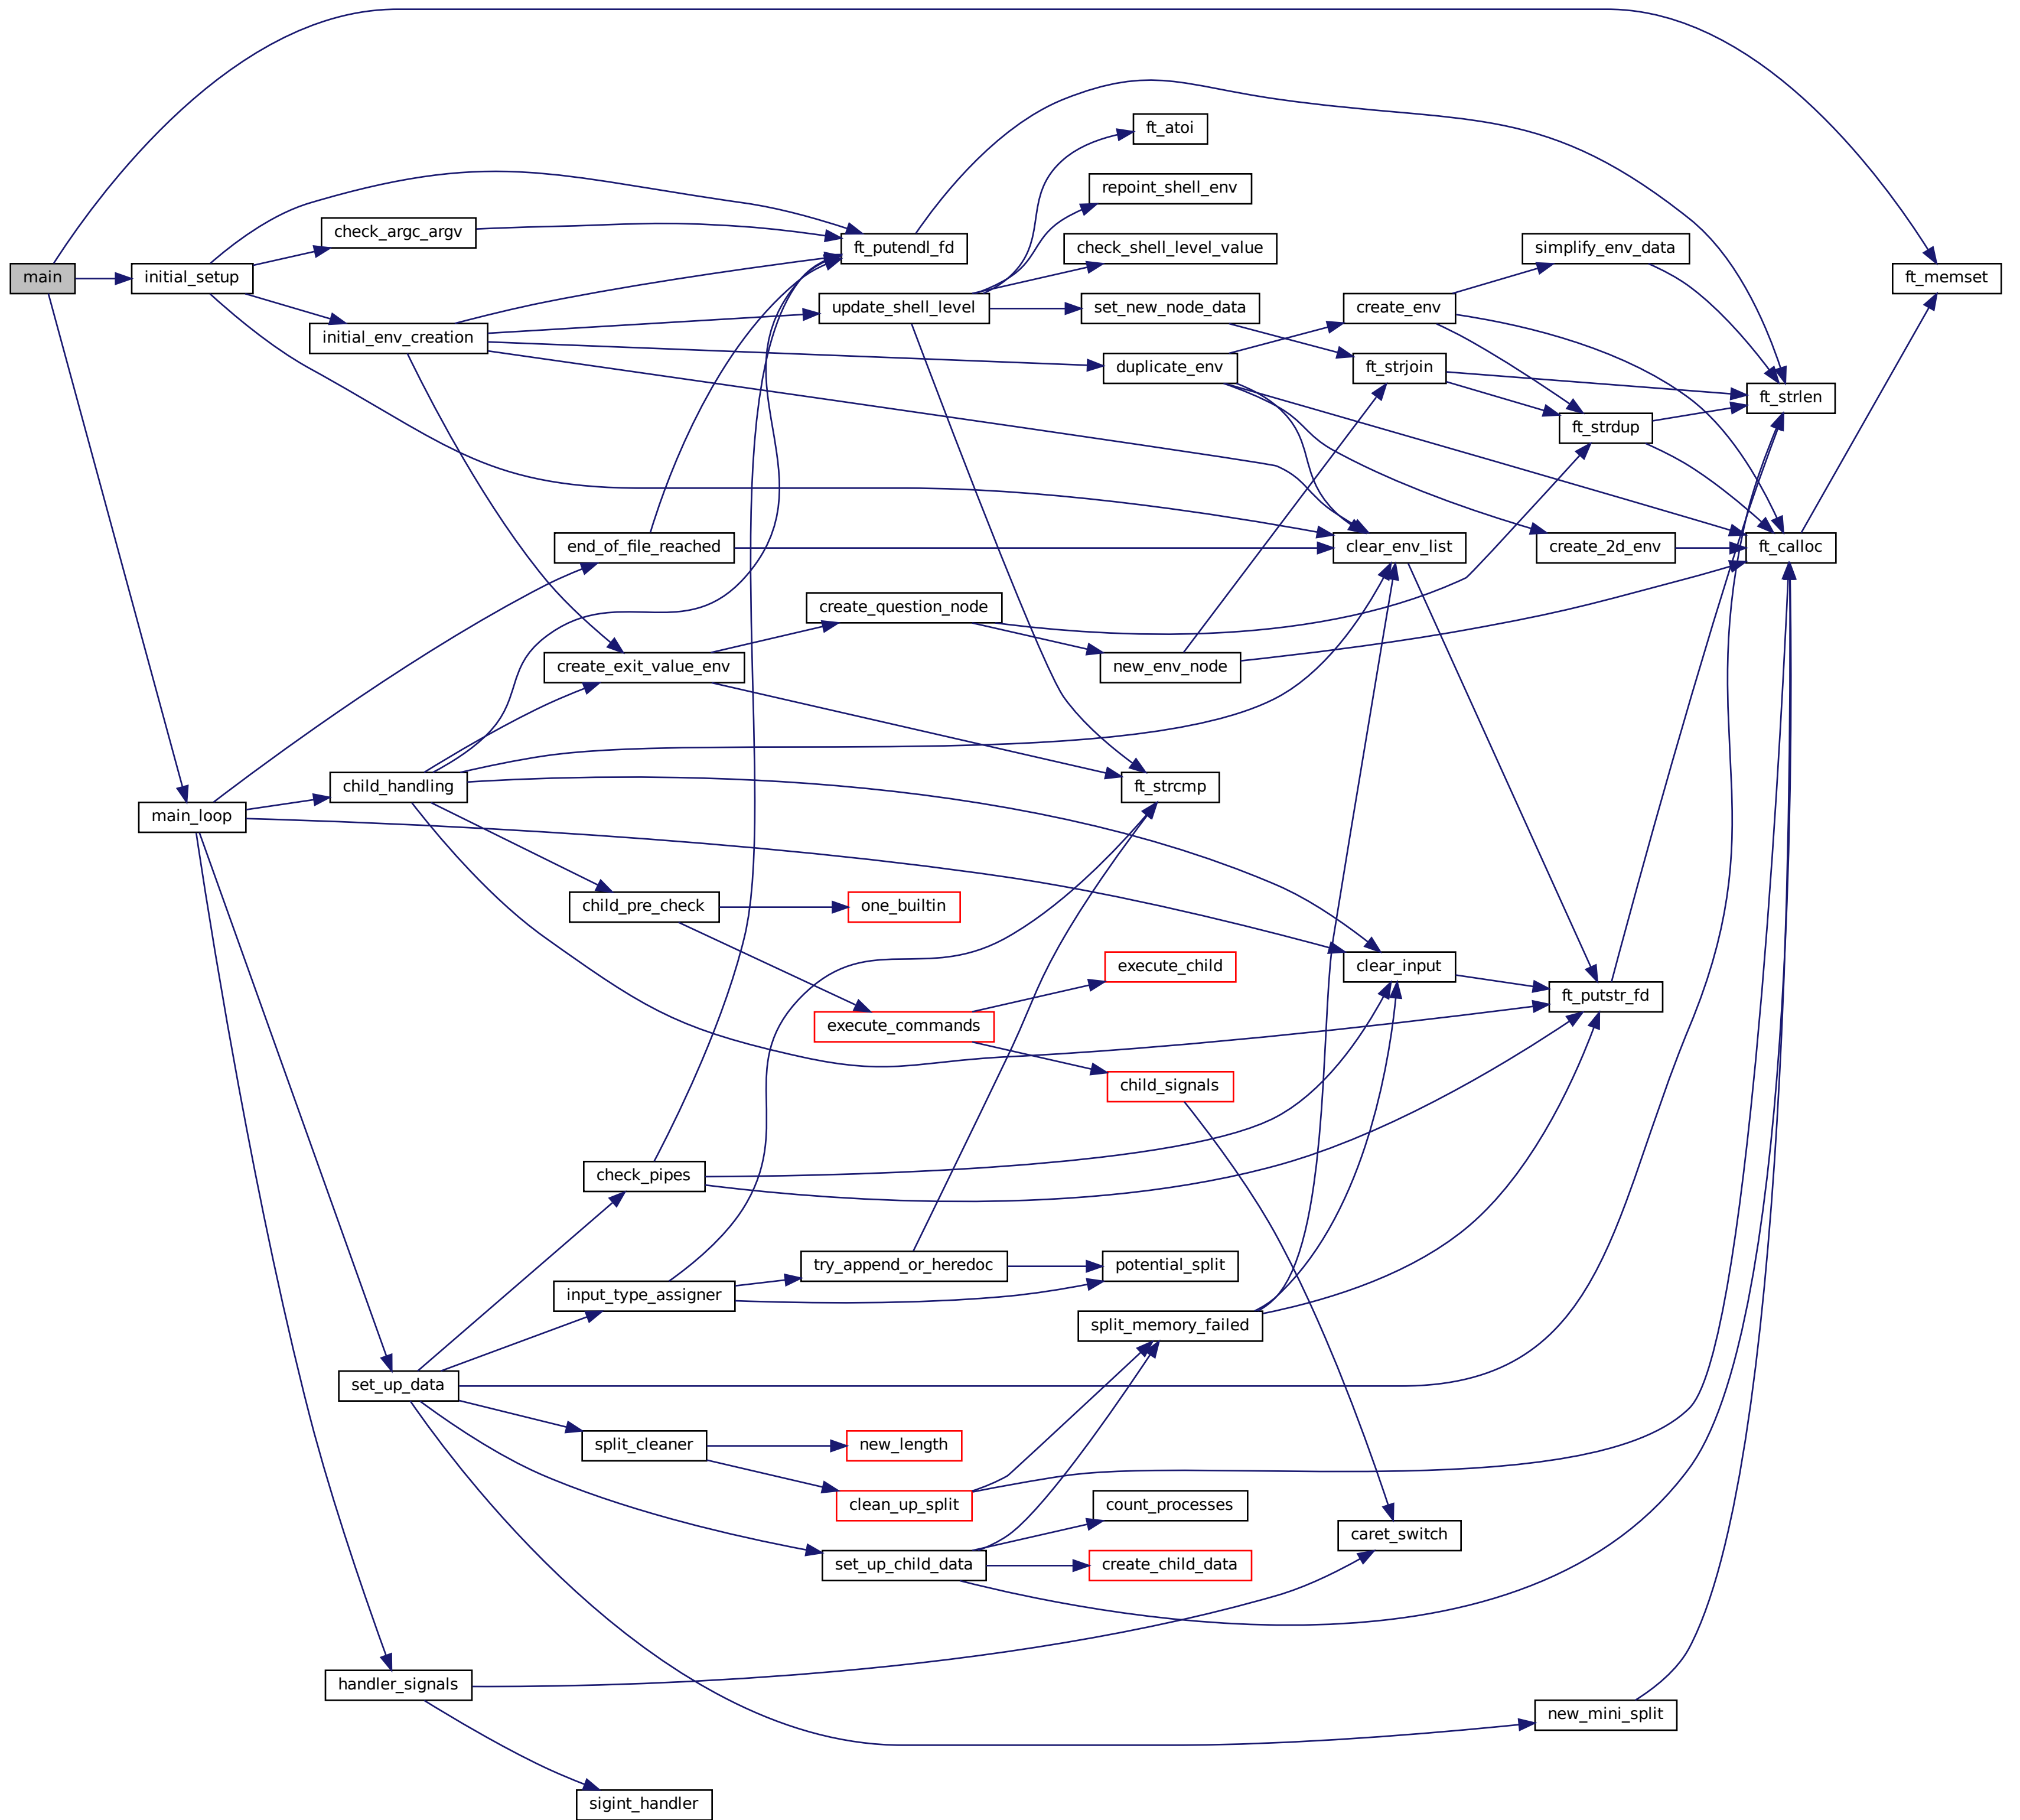 main
initial_setup
check_argc_argv
initial_env_creation
ft_putendl_fd
update_shell_level
ft_atoi
repoint_shell_env
check_shell_level_value
set_new_node_data
duplicate_env
create_env
simplify_env_data
ft_strjoin
ft_strdup
ft_strlen
ft_memset
end_of_file_reached
clear_env_list
create_2d_env
ft_calloc
create_question_node
create_exit_value_env
new_env_node
child_handling
main_loop
ft_strcmp
child_pre_check
one_builtin
execute_commands
execute_child
clear_input
ft_putstr_fd
child_signals
check_pipes
try_append_or_heredoc
potential_split
input_type_assigner
split_memory_failed
set_up_data
split_cleaner
new_length
clean_up_split
count_processes
caret_switch
set_up_child_data
create_child_data
handler_signals
new_mini_split
sigint_handler